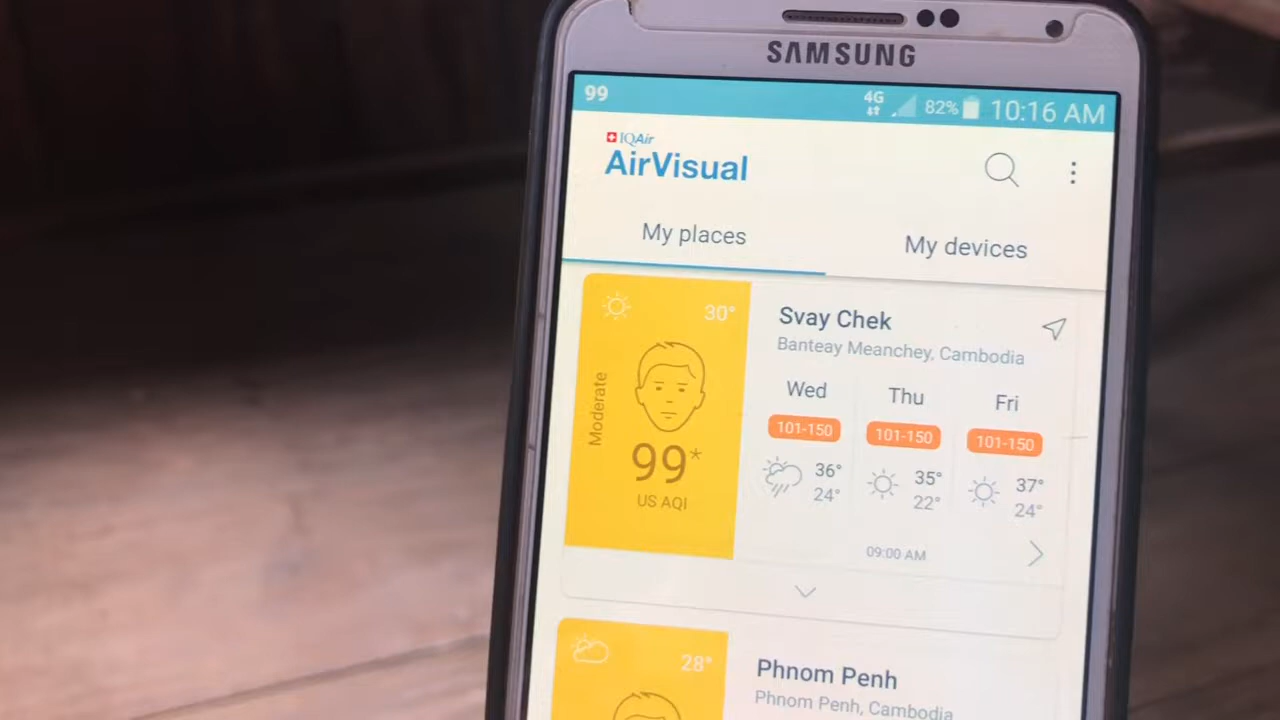 SAMSUNG
99 4G 82% 10:16 AM
IQAir
AirVisual
My places My devices
30°
Moderate
99*
US AQI
Svay Chek
Banteay Meanchey, Cambodia
Wed Thu Fri
101-150 101-150 101-150
36° 35° 37°
24° 22° 24°
09:00 AM
28°
Phnom Penh
Phnom Penh, Cambodia